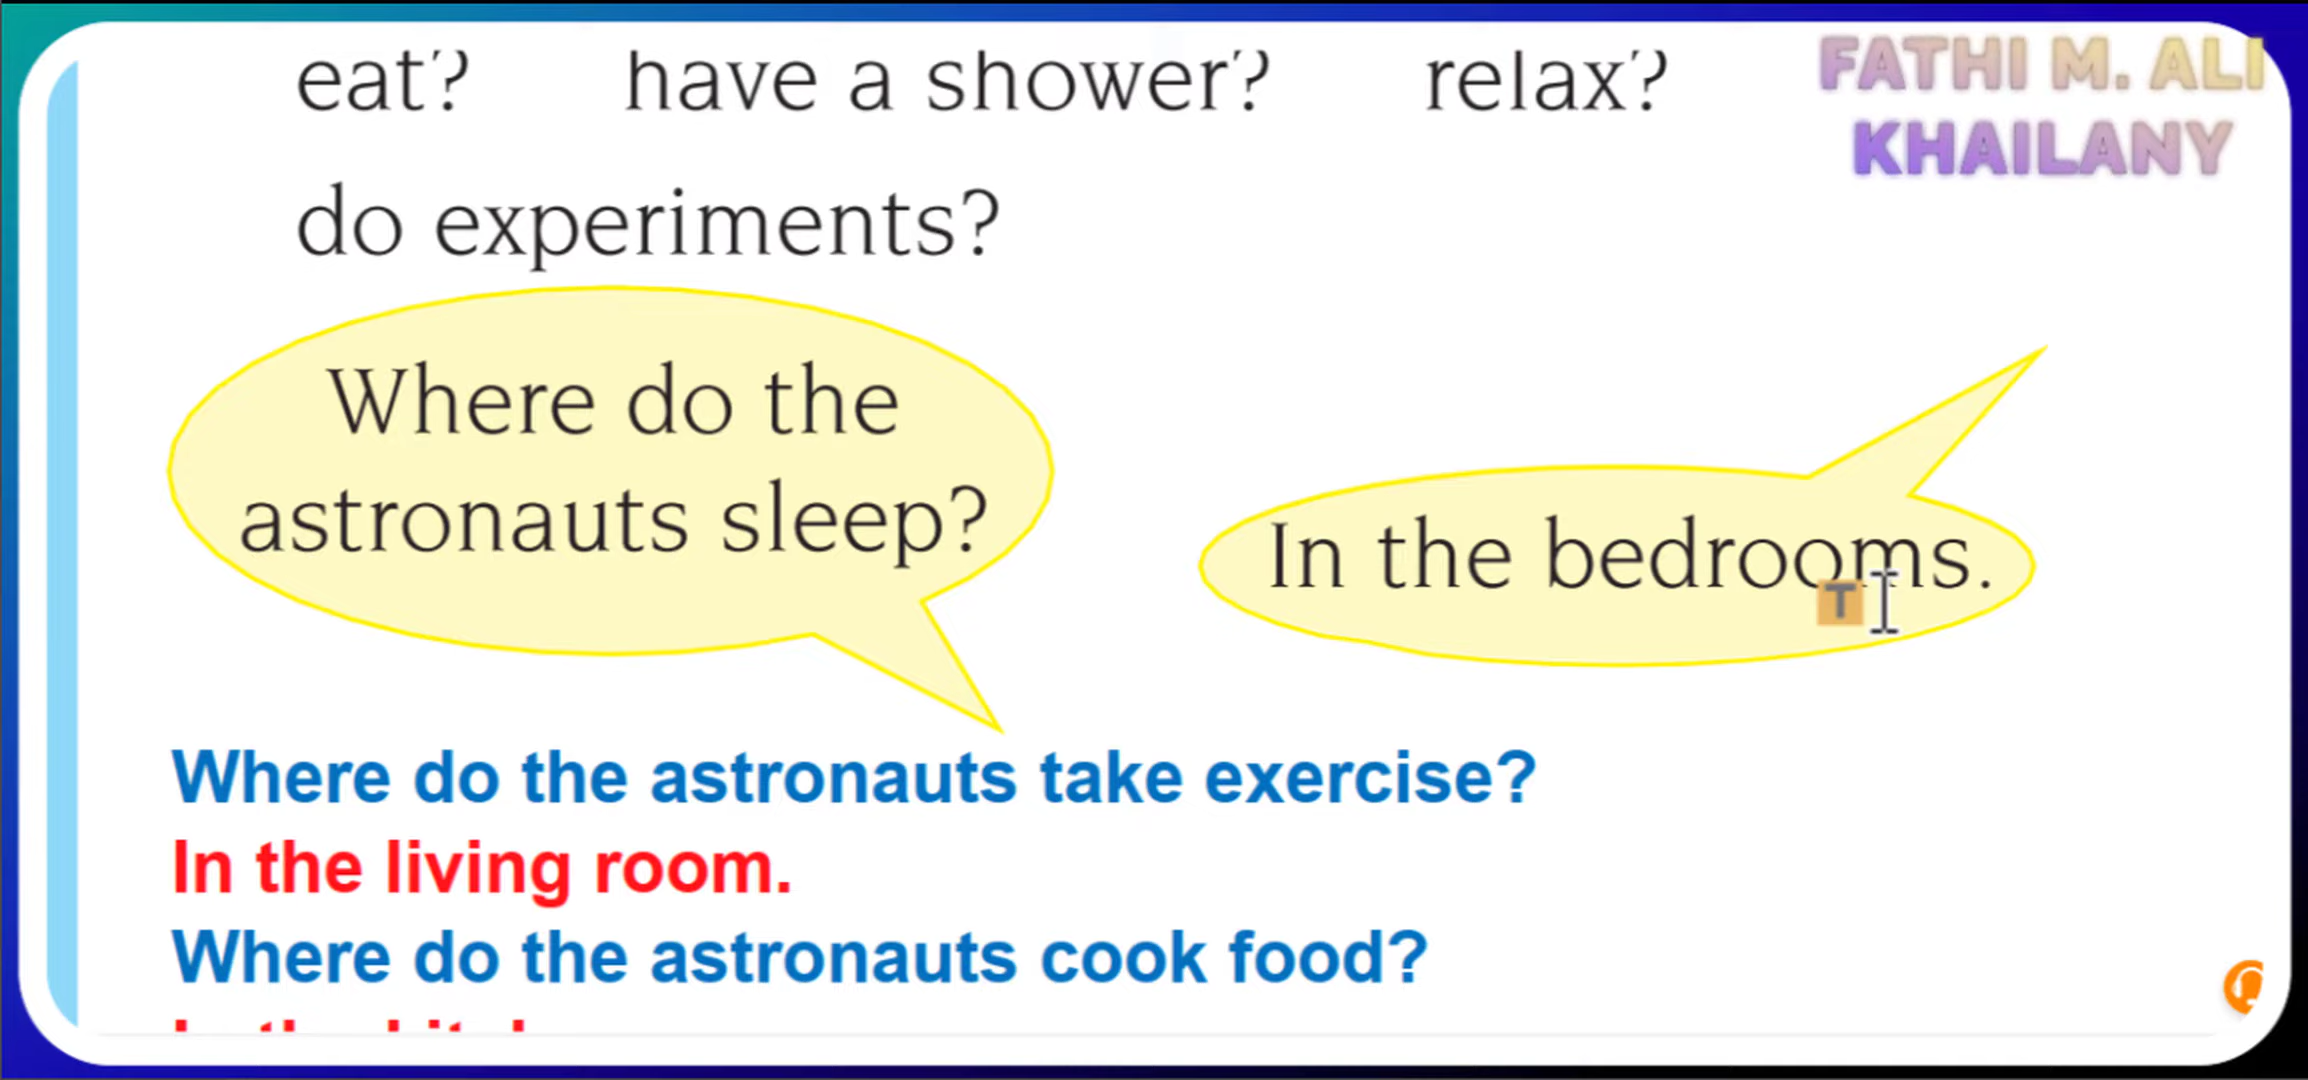 eat? have a shower? relax?
FATHI M. ALI
KHAILANY
do experiments?
Where do the
astronauts sleep?
In the bedrooms.
T
Where do the astronauts take exercise?
In the living room.
Where do the astronauts cook food?